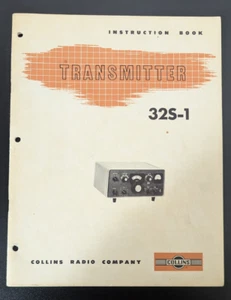 INSTRUCTION BOOK
TRANSMITTER
32S-1
COLLINS RADIO COMPANY
COLLINS